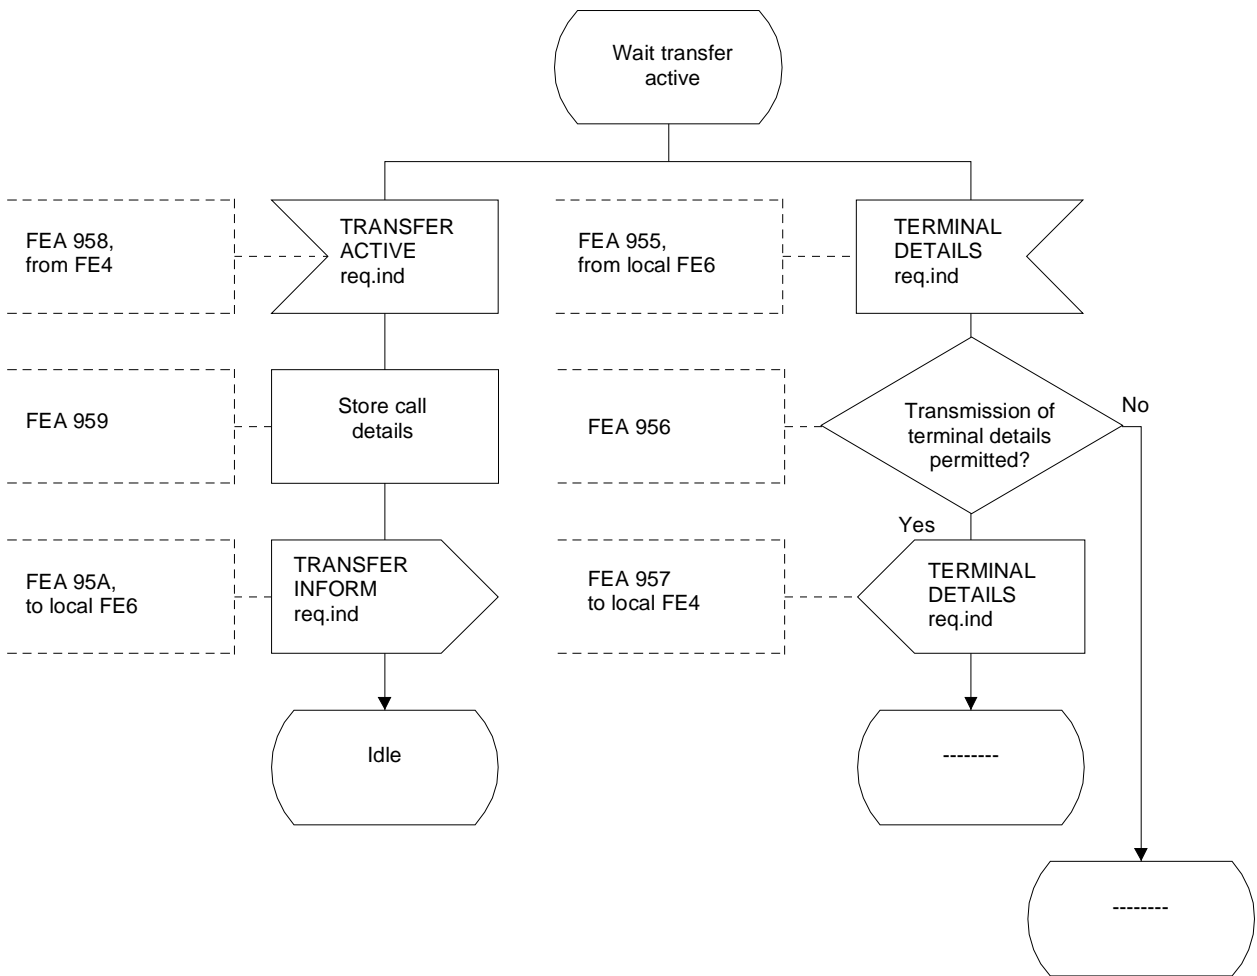 Wait transfer
active
FEA 958,
from FE4
TRANSFER
ACTIVE
req.ind
FEA 955,
from local FE6
TERMINAL
DETAILS
req.ind
FEA 959
Store call
details
FEA 956
Transmission of
terminal details
permitted?
No
Yes
FEA 95A,
to local FE6
TRANSFER
INFORM
req.ind
FEA 957
to local FE4
TERMINAL
DETAILS
req.ind
Idle
--------
--------